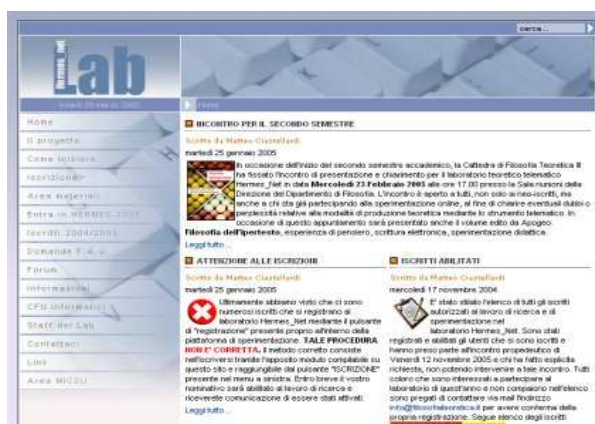 cerca...
Hermes_net
Lab
Home
Home
Il progetto
Come iscriversi
Iscrizione
Area materiali
Entra in HERMES
Iscritti 2004/2005
Domande F.A.Q.
Forum
Informazioni
CFU informatici
Staff del Lab
Contattaci
Link
Area MICSU
INCONTRO PER IL SECONDO SEMESTRE
Scritto da Matteo Ciastellardi
martedì 25 gennaio 2005
In occasione dell'inizio del secondo semestre accademico, la Cattedra di Filosofia Teoretica III
ha fissato l'incontro di presentazione e chiarimento per il laboratorio teoretico telematico
Hermes_Net in data Mercoledì 23 Febbraio 2005 alle ore 17.00 presso la Sala riunioni della
Direzione del Dipartimento di Filosofia. L'incontro è aperto a tutti, non solo ai neo-iscritti, ma
anche a chi sta già partecipando alla sperimentazione online, al fine di chiarire eventuali dubbi o
perplessità relative alla modalità di produzione teoretica mediante lo strumento telematico. In
occasione di questo appuntamento sarà presentato anche il volume edito da Apogeo.
Filosofia dell'ipertesto, esperienza di pensiero, scrittura elettronica, sperimentazione didattica.
Leggi tutto...
ATTENZIONE ALLE ISCRIZIONI
Scritto da Matteo Ciastellardi
martedì 25 gennaio 2005
Ultimamente abbiamo visto che ci sono
numerosi iscritti che si registrano al
laboratorio Hermes_Net mediante il pulsante
di "registrazione" presente proprio all'interno della
piattaforma di sperimentazione. TALE PROCEDURA
NON E' CORRETTA. Il metodo corretto consiste
nell'iscriversi tramite l'apposito modulo compilabile su
questo sito e raggiungibile dal pulsante "ISCRIZIONE"
presente nel menu a sinistra. Entro breve il vostro
nominativo sarà abilitato al lavoro di ricerca e
riceverete comunicazione di essere stati attivati.
Leggi tutto...
ISCRITTI ABILITATI
Scritto da Matteo Ciastellardi
mercoledì 17 novembre 2004
E' stato stilato l'elenco di tutti gli iscritti
autorizzati al lavoro di ricerca e di
sperimentazione nel
laboratorio Hermes_Net. Sono stati
registrati e abilitati gli utenti che si sono iscritti e
hanno preso parte all'incontro propedeutico di
Venerdì 12 novembre 2005 e chi ha fatto esplicita
richiesta, non potendo intervenire a tale incontro. Tutti
coloro che sono interessati a partecipare al
laboratorio di quest'anno e non compaiono nell'elenco
sono pregati di contattare via mail l'indirizzo
info@filosofiateoretica.it per avere conferma della
propria registrazione. Segue elenco degli iscritti